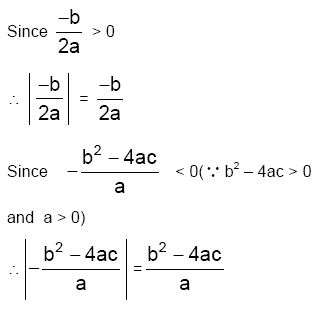 Since −b/2a > 0
∴ |−b/2a| = −b/2a
Since − b² − 4ac/a < 0(∵ b² – 4ac > 0
and a > 0)
∴ |− b² − 4ac/a| = b² − 4ac/a